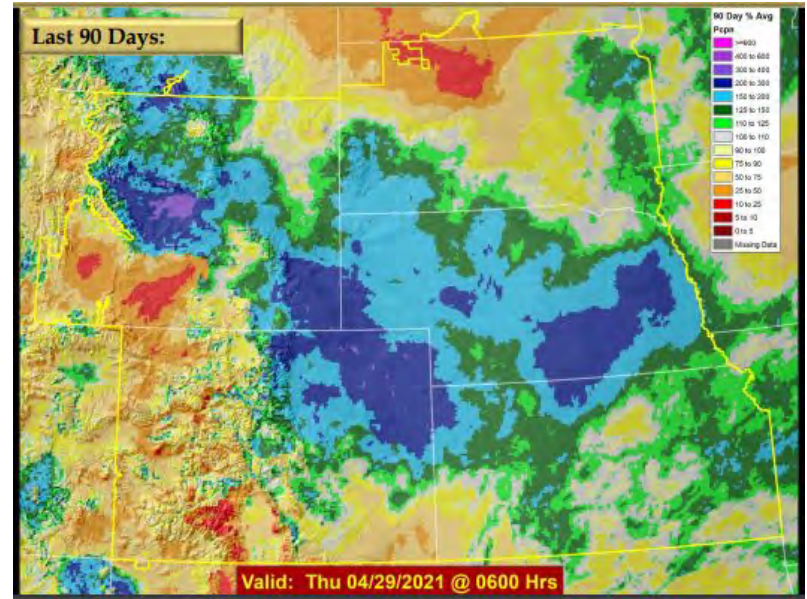 Last 90 Days:
90 Day % Avg
Pcpn
>=600
400 to 600
300 to 400
200 to 300
150 to 200
125 to 150
110 to 125
100 to 110
90 to 100
75 to 90
50 to 75
25 to 50
10 to 25
5 to 10
0 to 5
Missing Data
Valid: Thu 04/29/2021 @ 0600 Hrs